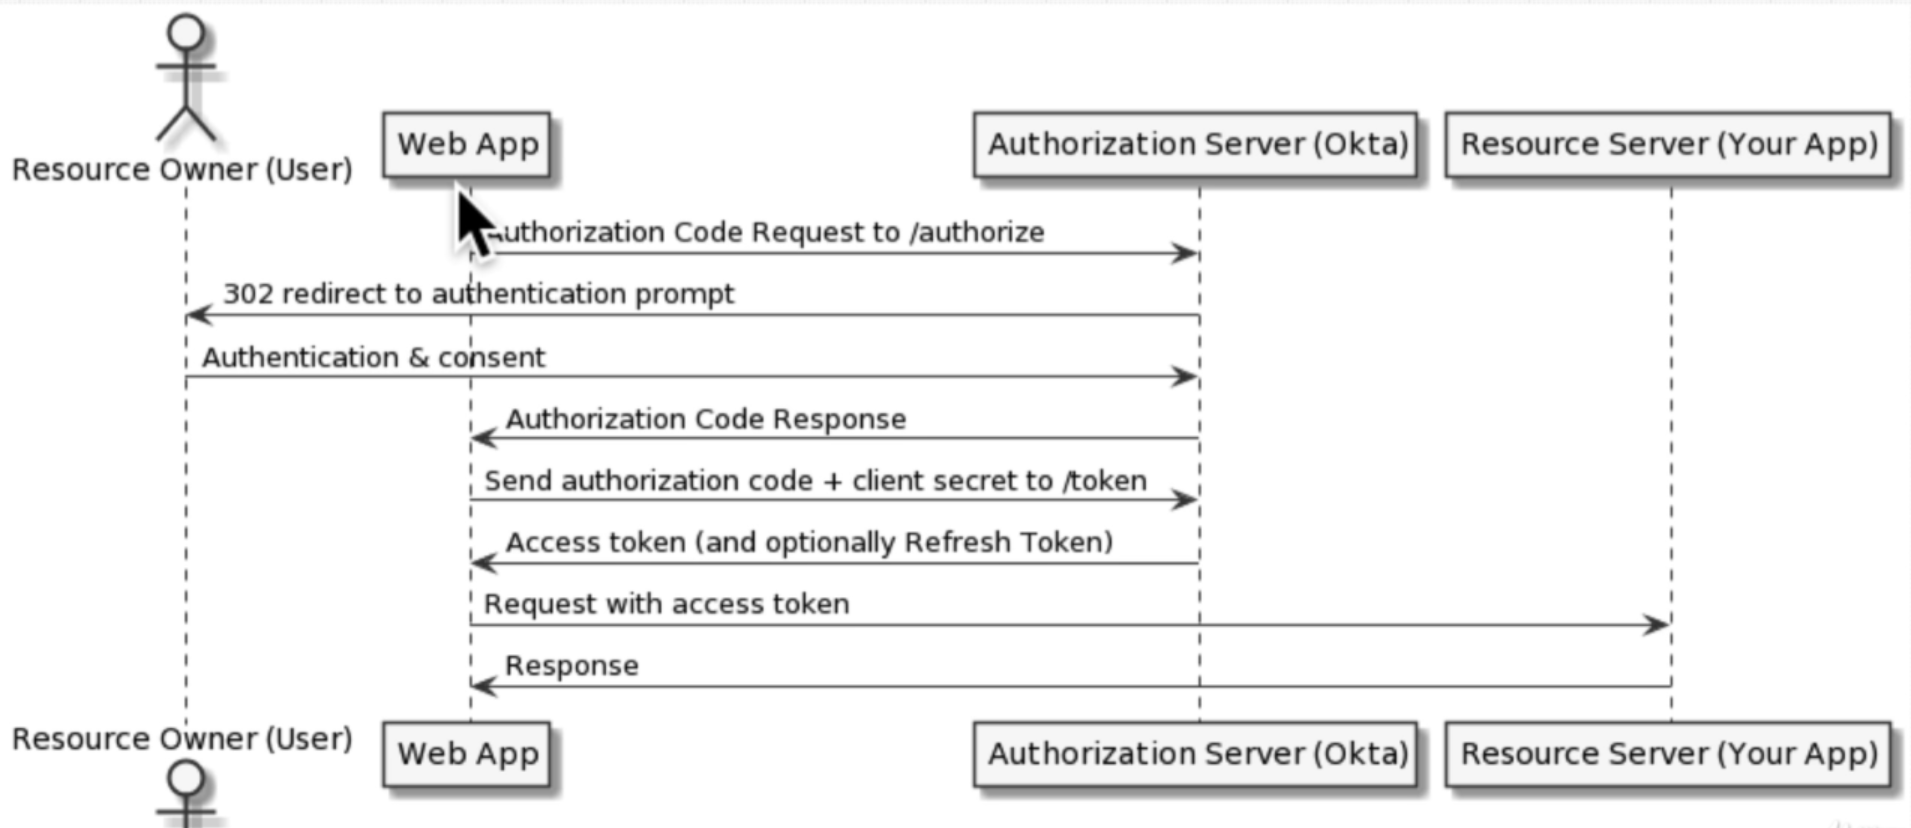 Resource Owner (User)
Web App
Authorization Server (Okta)
Resource Server (Your App)
Authorization Code Request to /authorize
302 redirect to authentication prompt
Authentication & consent
Authorization Code Response
Send authorization code + client secret to /token
Access token (and optionally Refresh Token)
Request with access token
Response
Resource Owner (User)
Web App
Authorization Server (Okta)
Resource Server (Your App)